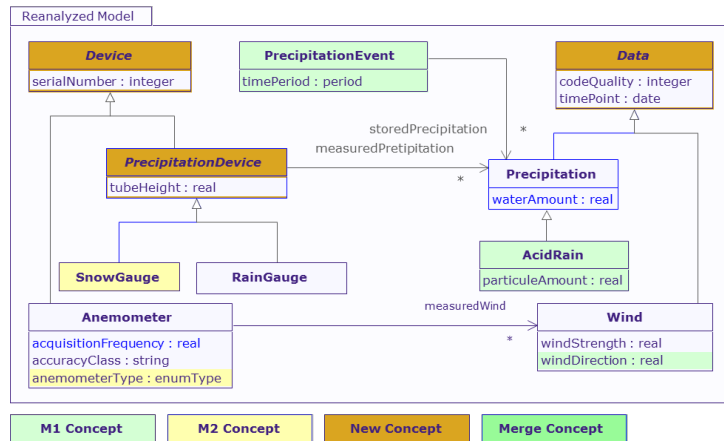 Reanalyzed Model
Device
serialNumber : integer
PrecipitationEvent
timePeriod : period
Data
codeQuality : integer
timePoint : date
storedPrecipitation
*
measuredPretipitation
*
PrecipitationDevice
tubeHeight : real
Precipitation
waterAmount : real
SnowGauge
RainGauge
AcidRain
particuleAmount : real
Anemometer
acquisitionFrequency : real
accuracyClass : string
anemometerType : enumType
measuredWind
*
Wind
windStrength : real
windDirection : real
M1 Concept
M2 Concept
New Concept
Merge Concept